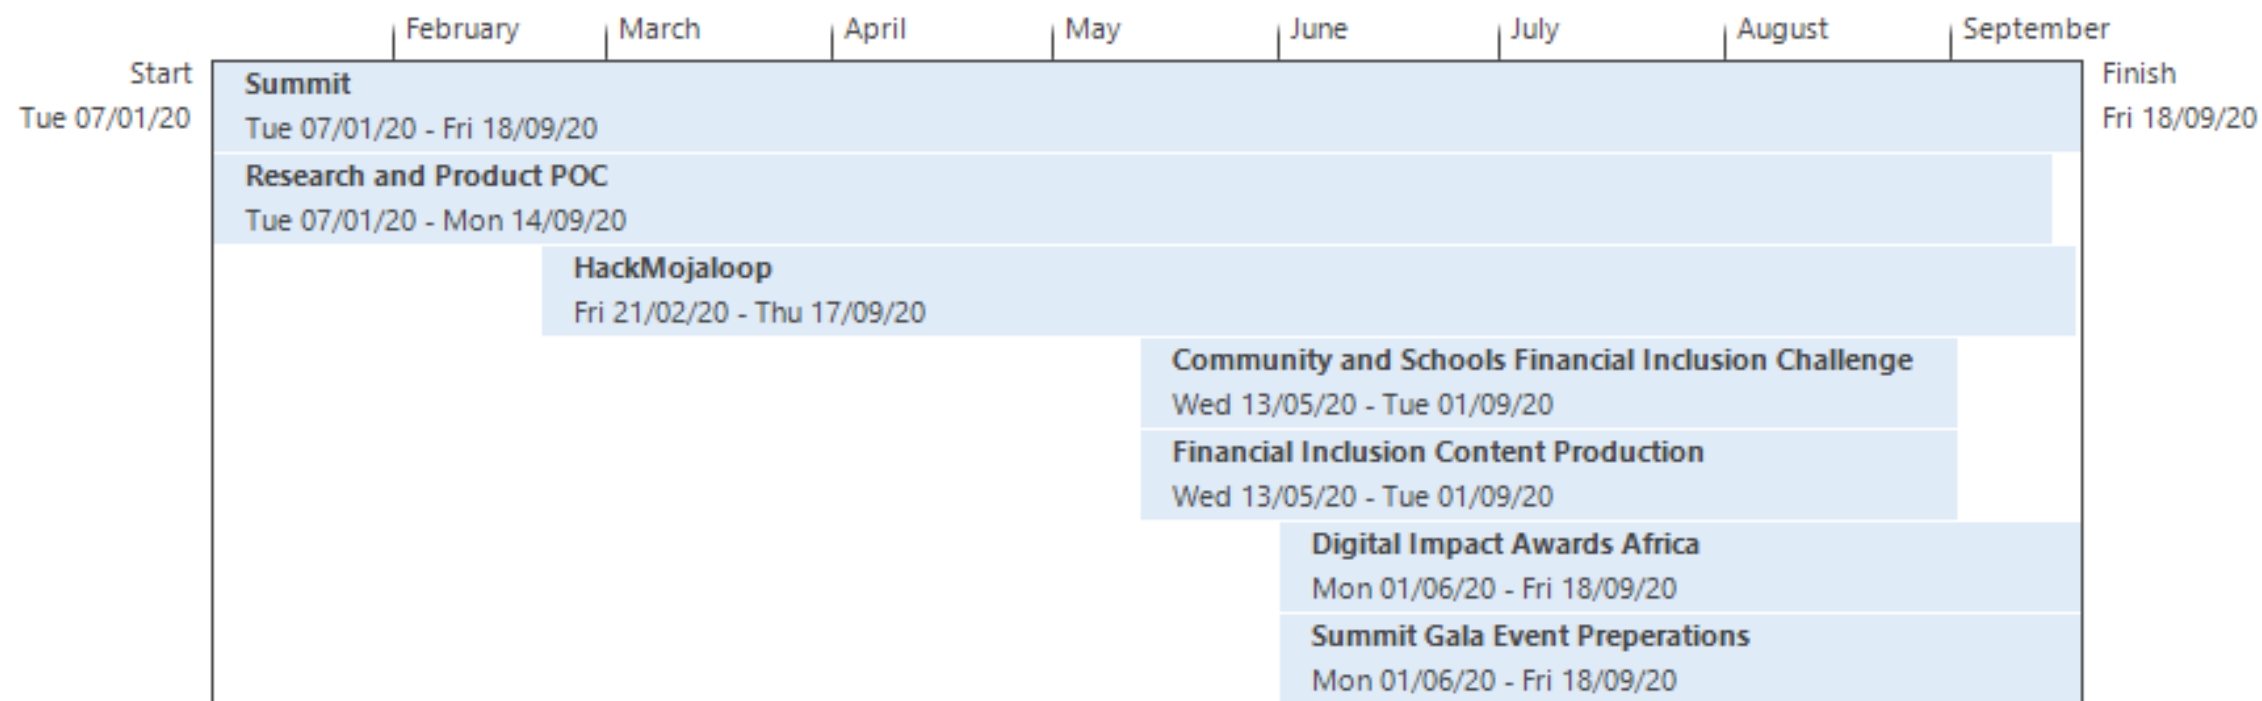 February March April May June July August September
Start
Tue 07/01/20
Finish
Fri 18/09/20
Summit
Tue 07/01/20 - Fri 18/09/20
Research and Product POC
Tue 07/01/20 - Mon 14/09/20
HackMojaloop
Fri 21/02/20 - Thu 17/09/20
Community and Schools Financial Inclusion Challenge
Wed 13/05/20 - Tue 01/09/20
Financial Inclusion Content Production
Wed 13/05/20 - Tue 01/09/20
Digital Impact Awards Africa
Mon 01/06/20 - Fri 18/09/20
Summit Gala Event Preperations
Mon 01/06/20 - Fri 18/09/20